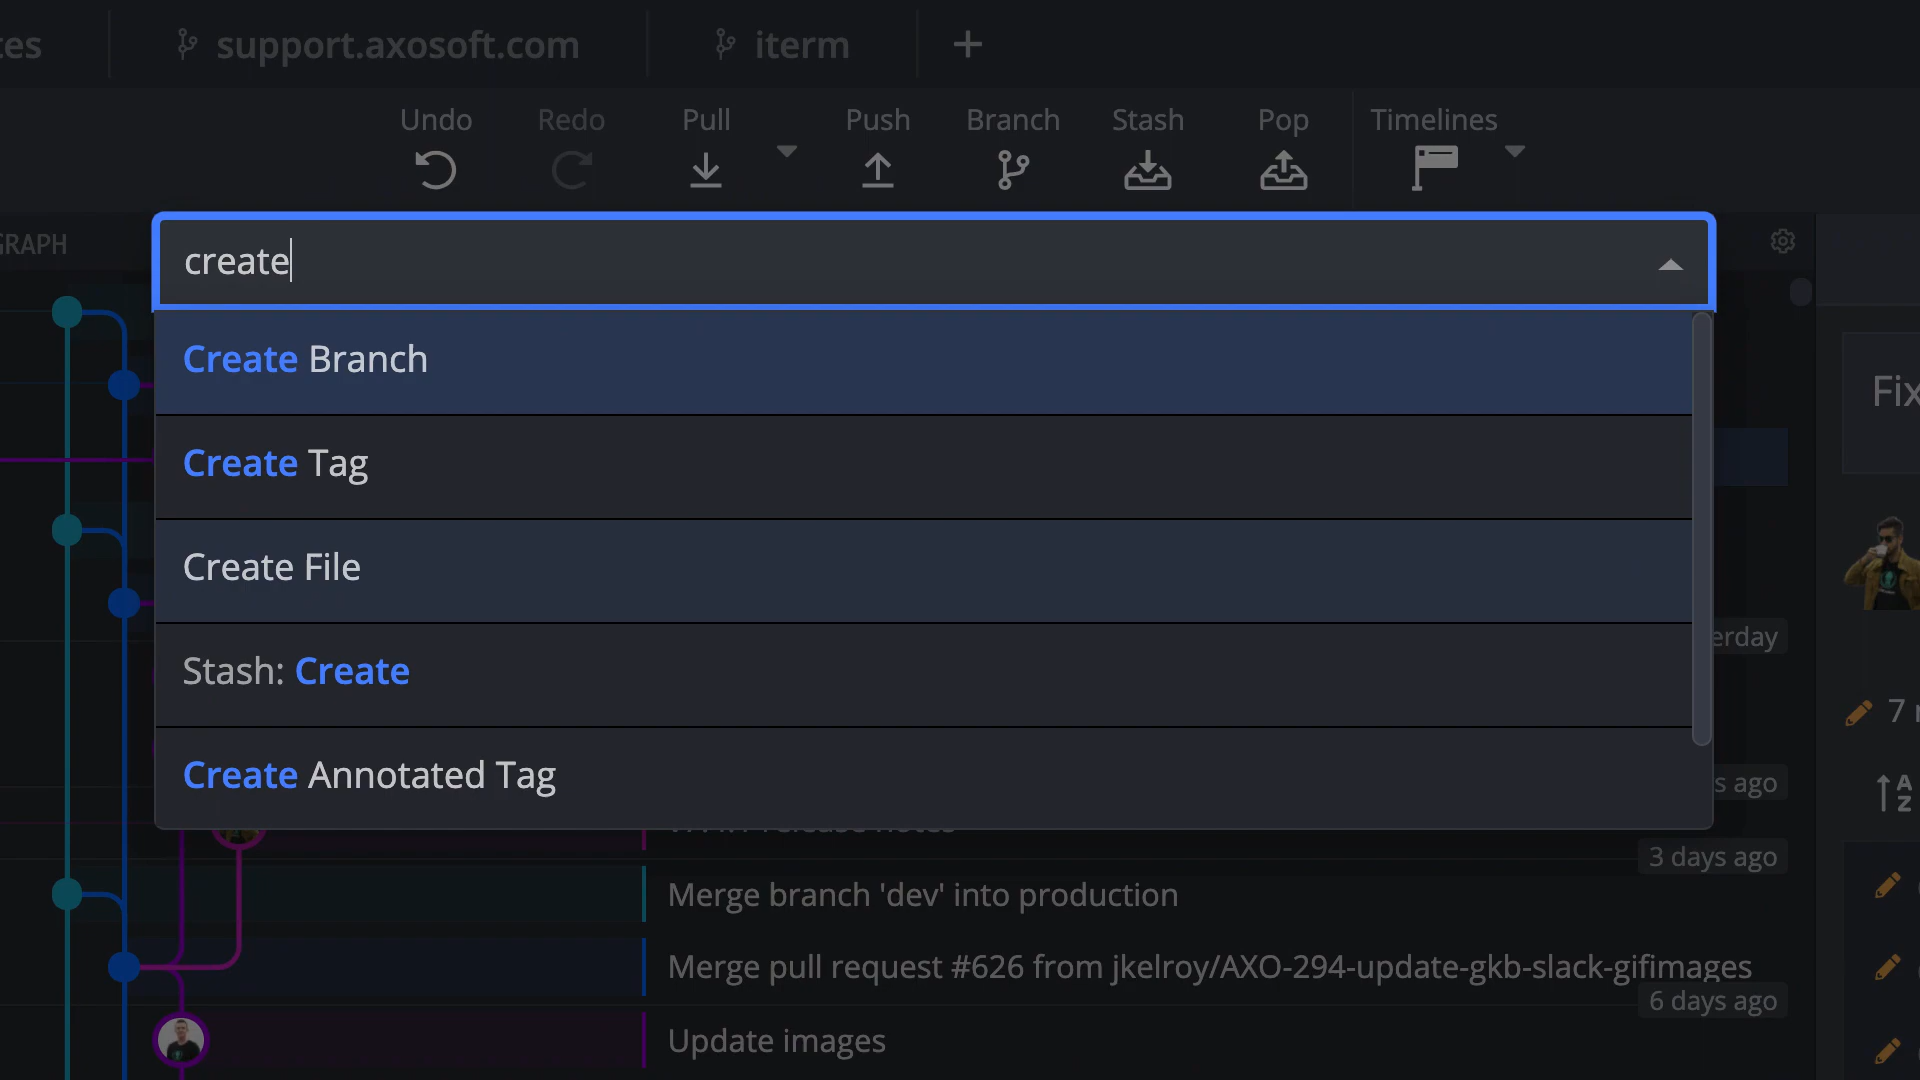 support.axosoft.com
iterm
Undo
Redo
Pull
Push
Branch
Stash
Pop
Timelines
create
Create Branch
Create Tag
Create File
Stash: Create
Create Annotated Tag
3 days ago
Merge branch 'dev' into production
Merge pull request #626 from jkelroy/AXO-294-update-gkb-slack-gifimages
6 days ago
Update images